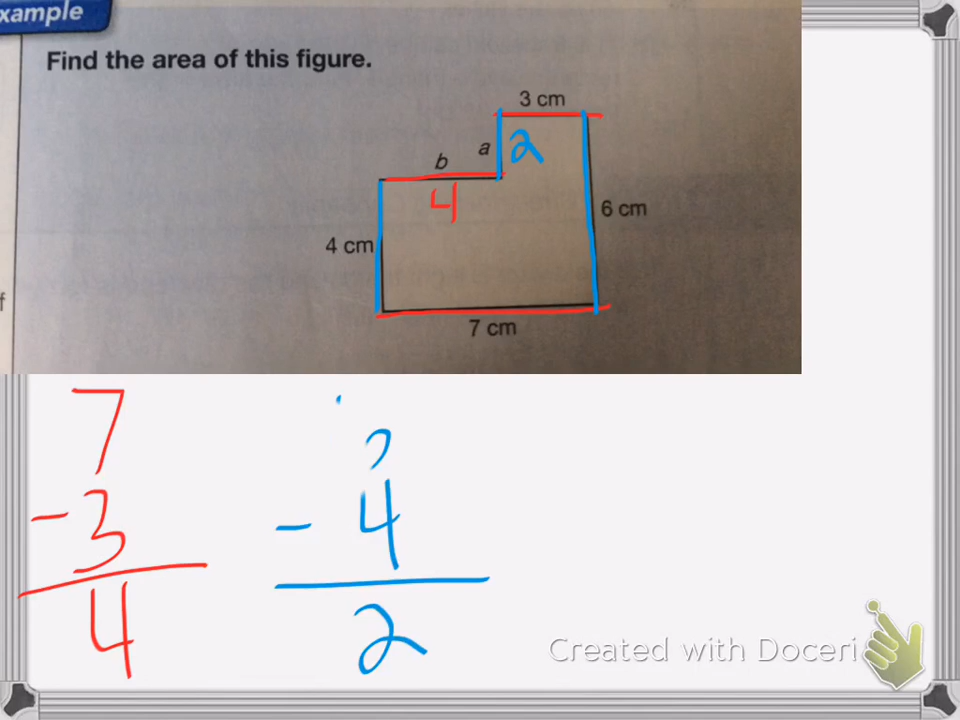 xample
Find the area of this figure.
3 cm
a
2
b
4
6 cm
4 cm
f
7 cm
7
- 3
4
- 4
2
Created with Doceri